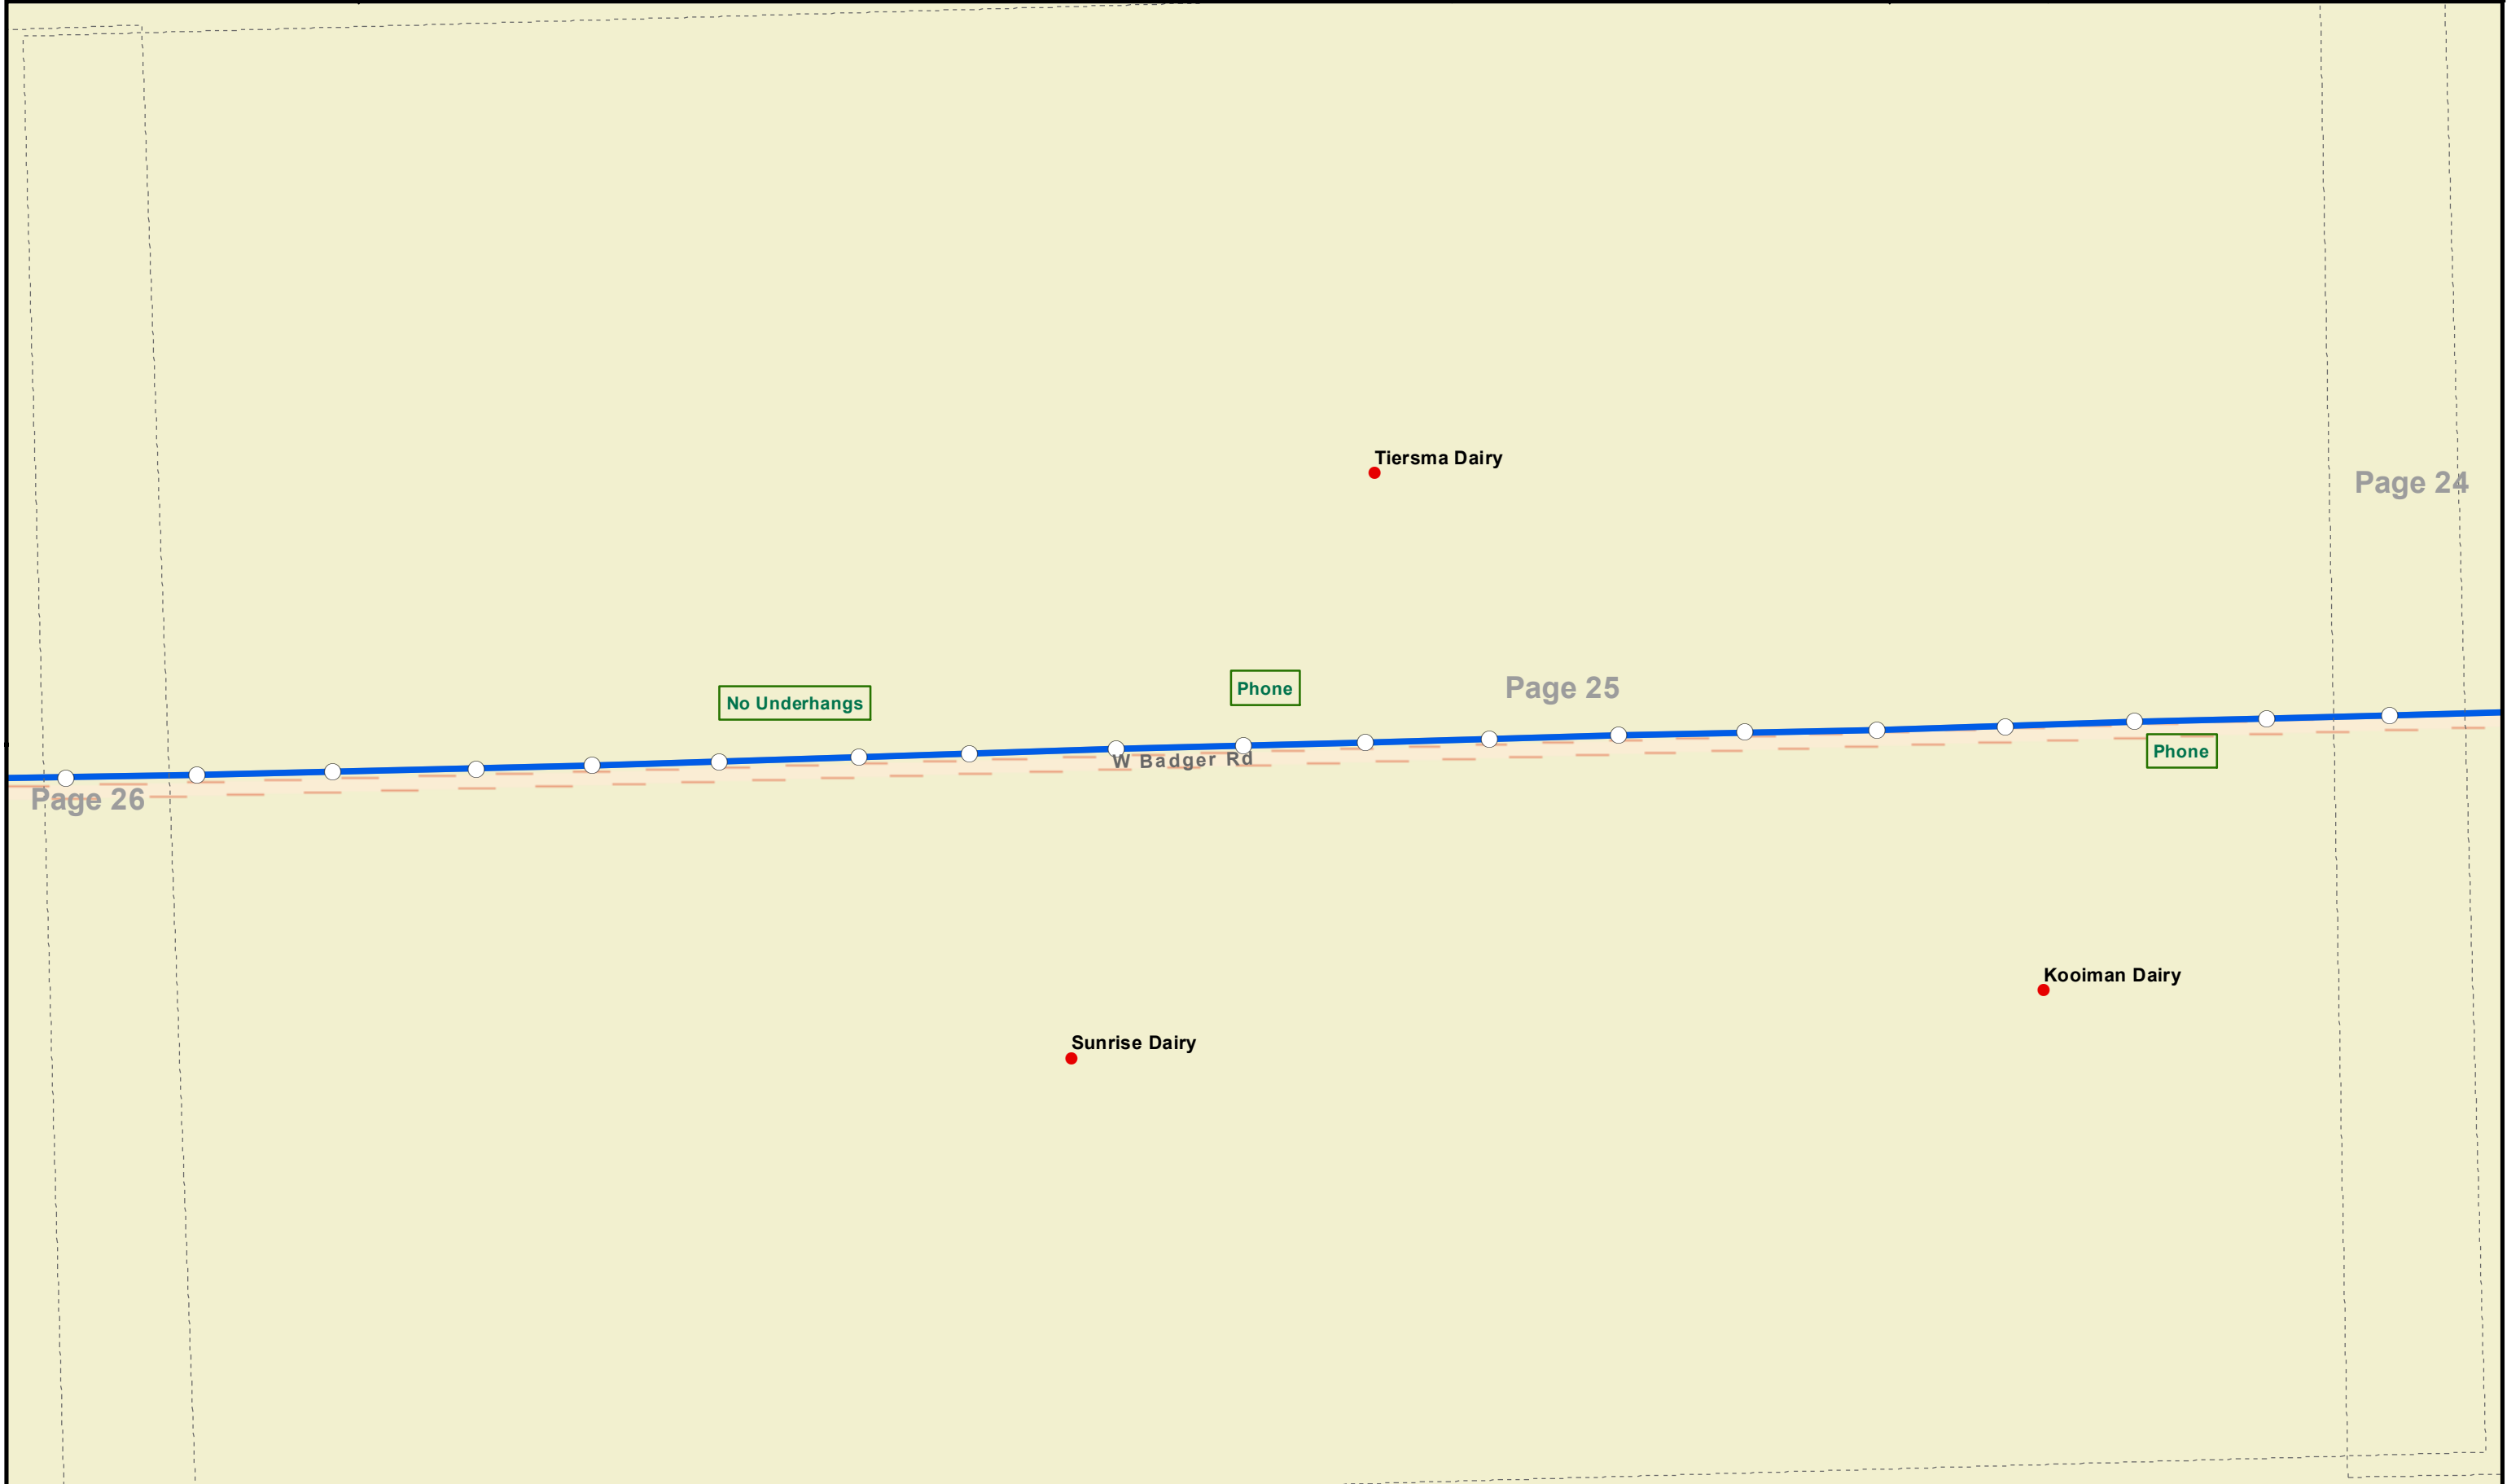 Tiersma Dairy
Page 24
Phone
Page 25
No Underhangs
Phone
W Badger Rd
Page 26
Kooiman Dairy
Sunrise Dairy